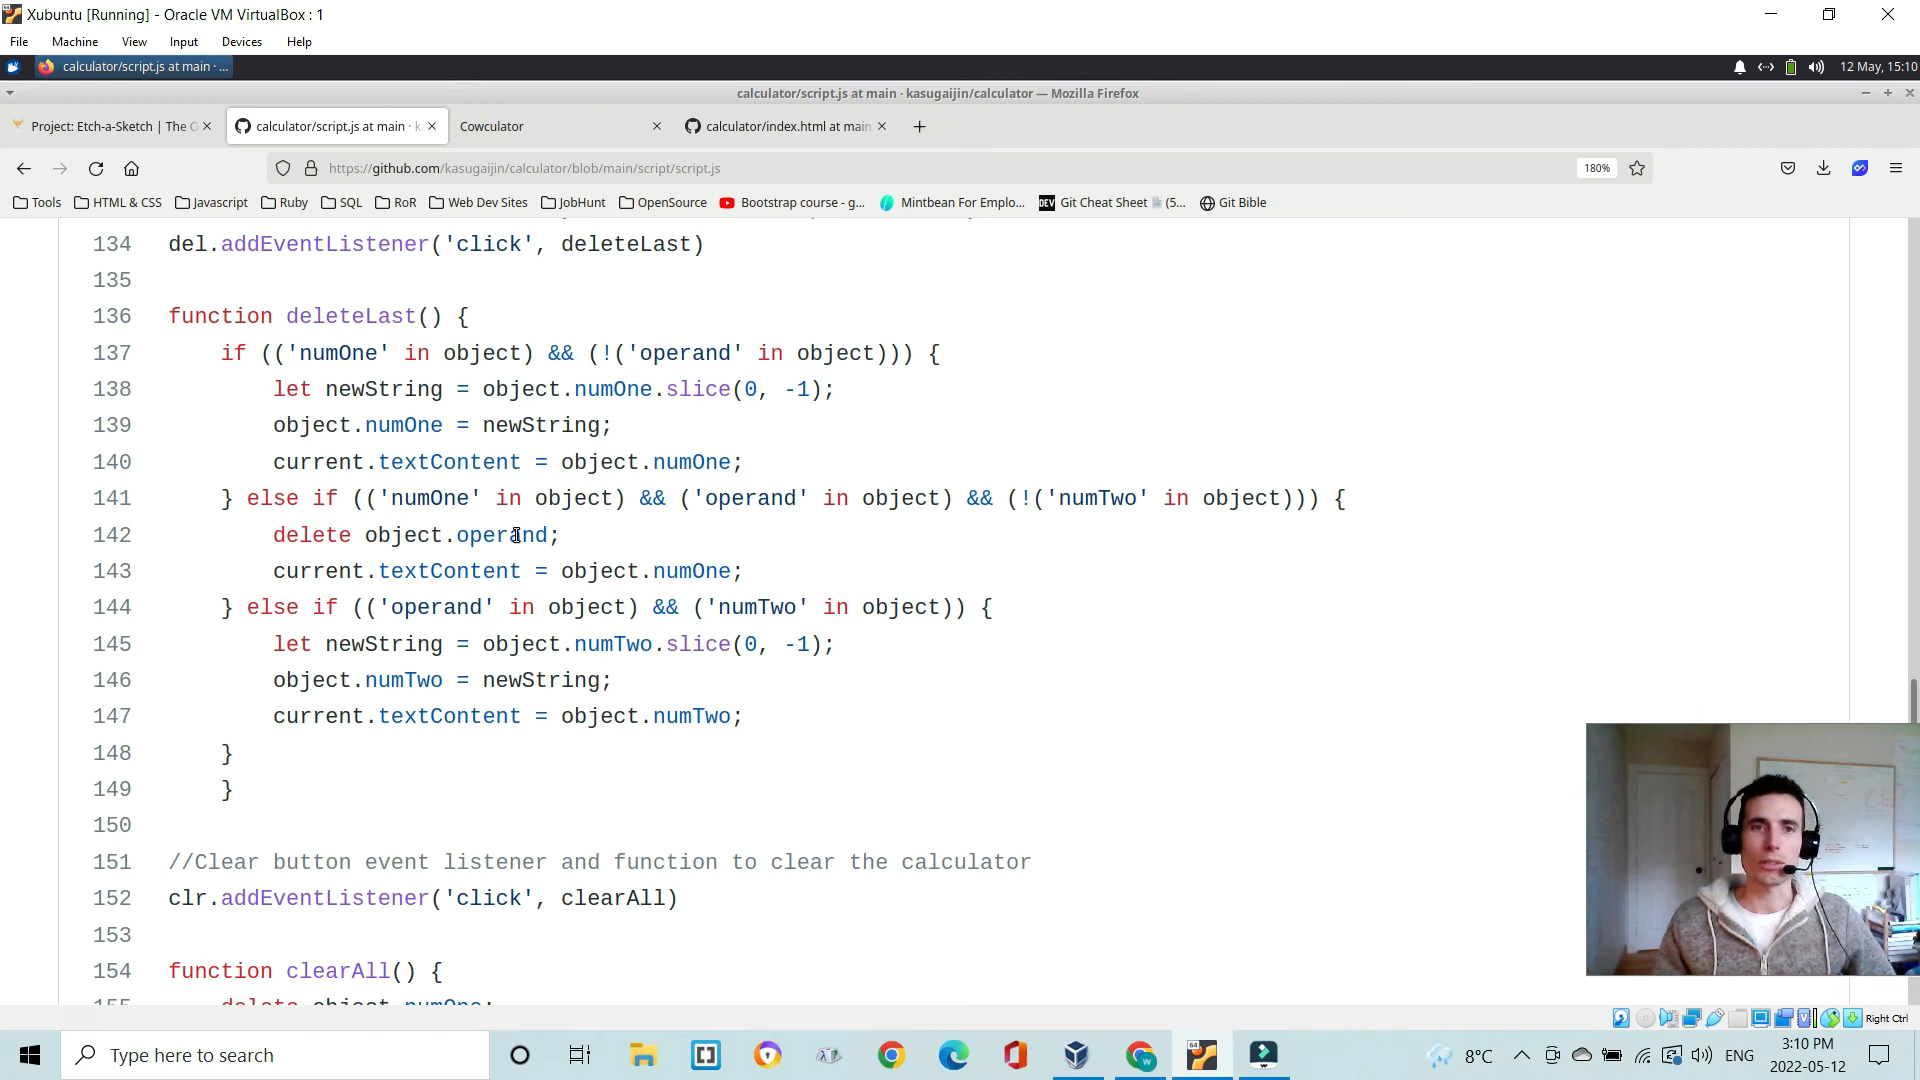 Xubuntu [Running] - Oracle VM VirtualBox : 1
File Machine View Input Devices Help
calculator/script.js at main · ...
12 May, 15:10
calculator/script.js at main · kasugaijin/calculator — Mozilla Firefox
Project: Etch-a-Sketch | The O
calculator/script.js at main · k
Cowculator
calculator/index.html at main
https://github.com/kasugaijin/calculator/blob/main/script/script.js
180%
Tools HTML & CSS Javascript Ruby SQL RoR Web Dev Sites JobHunt OpenSource Bootstrap course - g... Mintbean For Emplo... DEV Git Cheat Sheet (5... Git Bible
134 del.addEventListener('click', deleteLast)
135
136 function deleteLast() {
137 if (('numOne' in object) && (!('operand' in object))) {
138 let newString = object.numOne.slice(0, -1);
139 object.numOne = newString;
140 current.textContent = object.numOne;
141 } else if (('numOne' in object) && ('operand' in object) && (!('numTwo' in object))) {
142 delete object.operand;
143 current.textContent = object.numOne;
144 } else if (('operand' in object) && ('numTwo' in object)) {
145 let newString = object.numTwo.slice(0, -1);
146 object.numTwo = newString;
147 current.textContent = object.numTwo;
148 }
149 }
150
151 //Clear button event listener and function to clear the calculator
152 clr.addEventListener('click', clearAll)
153
154 function clearAll() {
155 delete object.numOne;
Right Ctrl
Type here to search
64
8°C
ENG
3:10 PM
2022-05-12